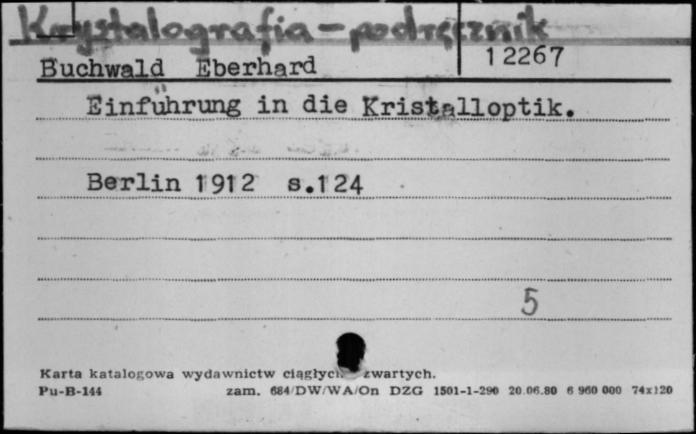 Krystalografia - podręcznik
Buchwald Eberhard 12267
Einführung in die Kristalloptik.
Berlin 1912 s.124
5
Karta katalogowa wydawnictw ciągłych zwartych.
Pu-B-144 zam. 684/DW/WA/On DZG 1501-1-290 20.06.80 6 960 000 74x120